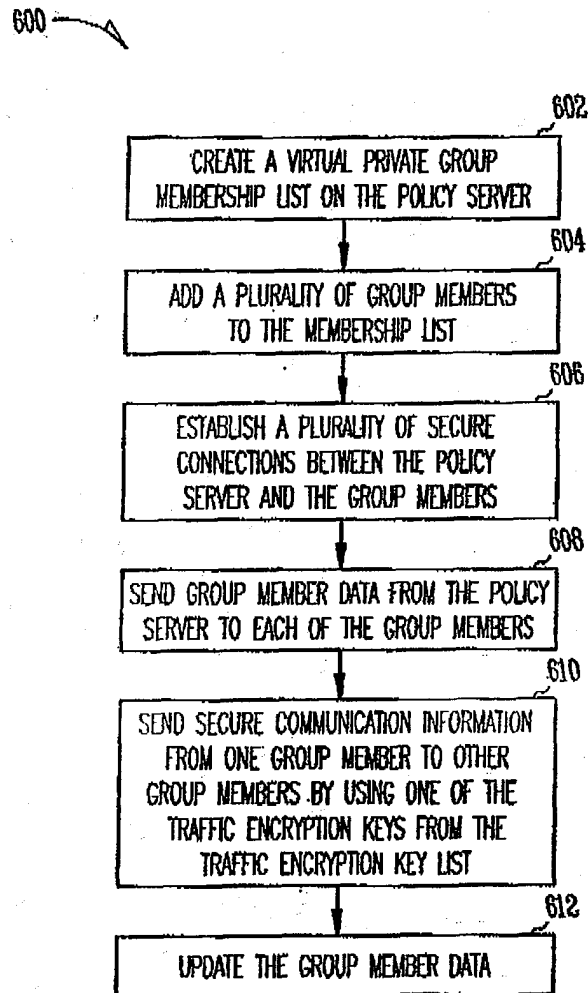 600
602
CREATE A VIRTUAL PRIVATE GROUP
MEMBERSHIP LIST ON THE POLICY SERVER
604
ADD A PLURALITY OF GROUP MEMBERS
TO THE MEMBERSHIP LIST
606
ESTABLISH A PLURALITY OF SECURE
CONNECTIONS BETWEEN THE POLICY
SERVER AND THE GROUP MEMBERS
608
SEND GROUP MEMBER DATA FROM THE POLICY
SERVER TO EACH OF THE GROUP MEMBERS
610
SEND SECURE COMMUNICATION INFORMATION
FROM ONE GROUP MEMBER TO OTHER
GROUP MEMBERS BY USING ONE OF THE
TRAFFIC ENCRYPTION KEYS FROM THE
TRAFFIC ENCRYPTION KEY LIST
612
UPDATE THE GROUP MEMBER DATA